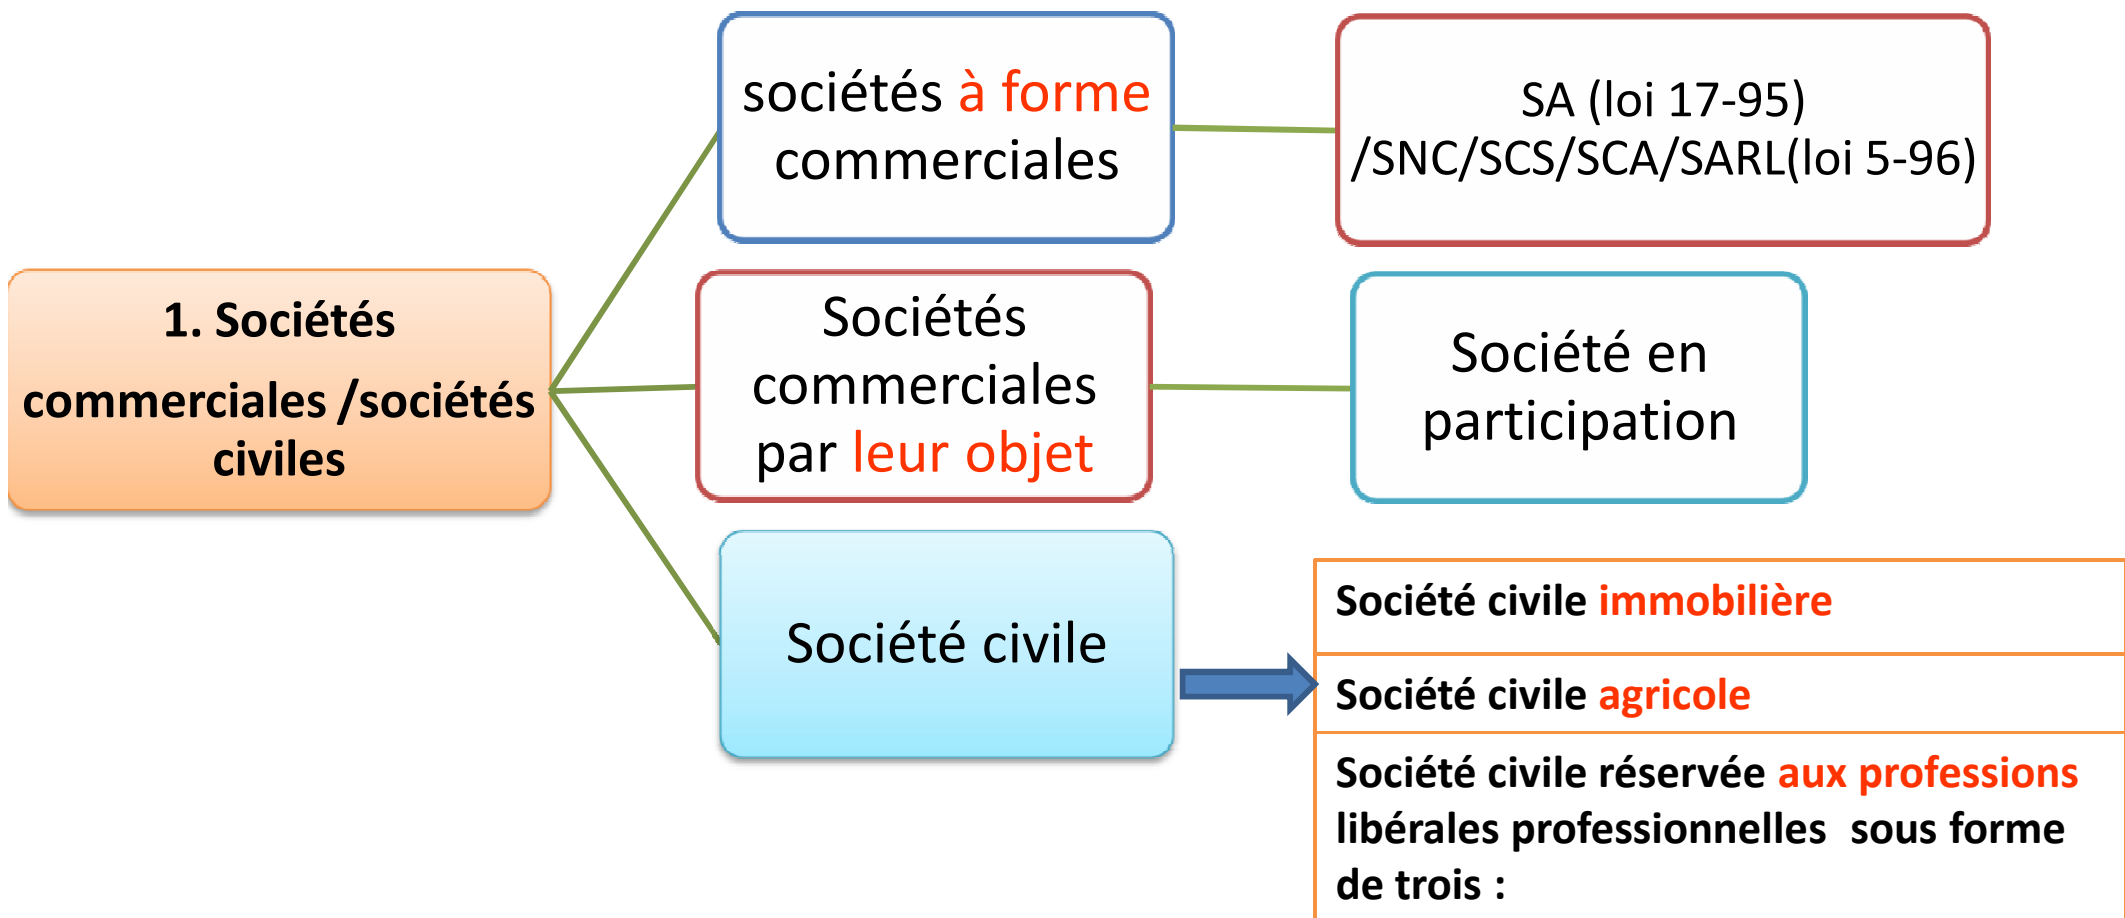 sociétés à forme
commerciales
SA (loi 17-95)
/SNC/SCS/SCA/SARL(loi 5-96)
1. Sociétés
commerciales /sociétés
civiles
Sociétés
commerciales
par leur objet
Société en
participation
Société civile
Société civile immobilière
Société civile agricole
Société civile réservée aux professions
libérales professionnelles  sous forme
de trois :